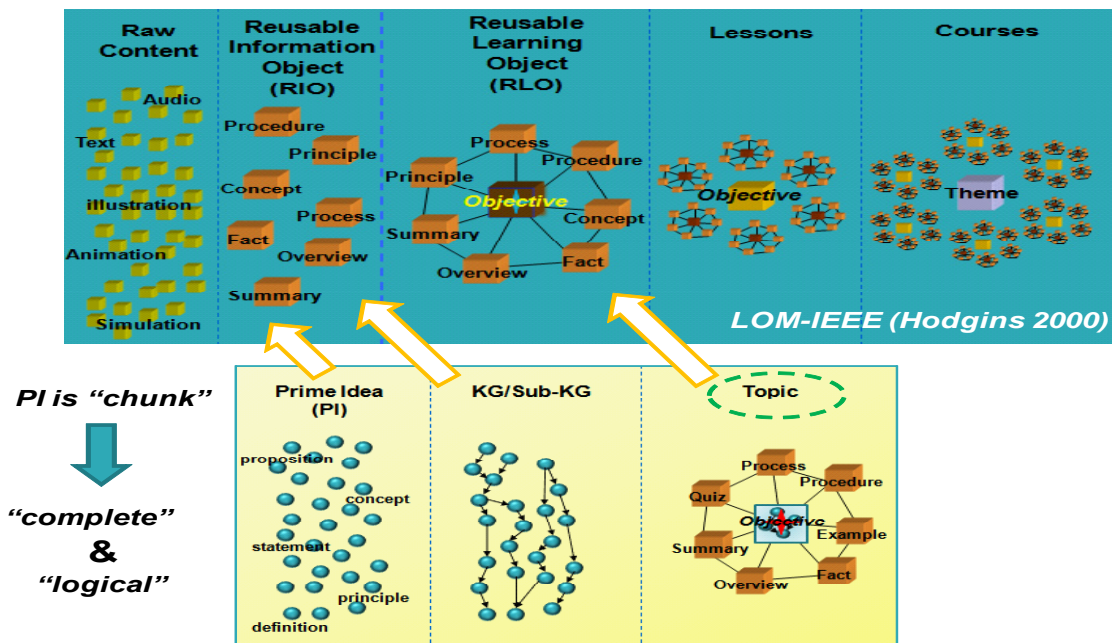 Raw
Content
Audio
Text
illustration
Animation
Simulation
Reusable
Information
Object
(RIO)
Procedure
Principle
Concept
Process
Fact
Overview
Summary
Reusable
Learning
Object
(RLO)
Process
Procedure
Principle
Objective
Concept
Summary
Fact
Overview
Lessons
Objective
Courses
Theme
LOM-IEEE (Hodgins 2000)
PI is “chunk”
“complete”
&
“logical”
Prime Idea
(PI)
proposition
concept
statement
principle
definition
KG/Sub-KG
Topic
Process
Procedure
Quiz
Objective
Example
Summary
Fact
Overview